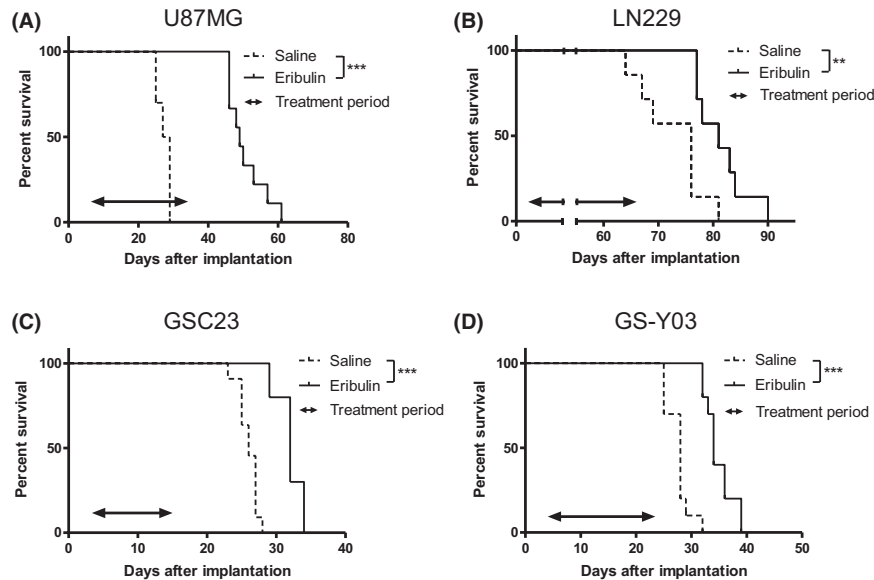 (A) U87MG
Percent survival
100
50
0
0 20 40 60 80
Days after implantation
Saline
Eribulin
***
Treatment period
(B) LN229
Percent survival
100
50
0
0 60 70 80 90
Days after implantation
Saline
Eribulin
**
Treatment period
(C) GSC23
Percent survival
100
50
0
0 10 20 30 40
Days after implantation
Saline
Eribulin
***
Treatment period
(D) GS-Y03
Percent survival
100
50
0
0 10 20 30 40 50
Days after implantation
Saline
Eribulin
***
Treatment period